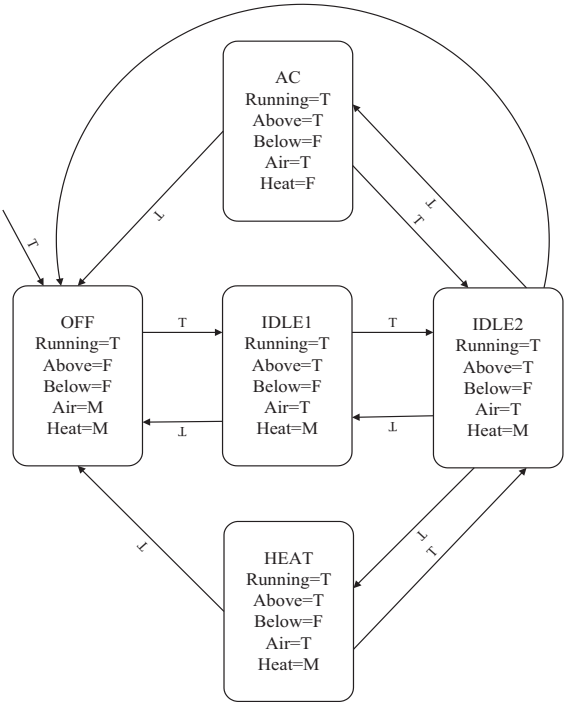 AC
Running=T
Above=T
Below=F
Air=T
Heat=F
T
T
T
T
OFF
Running=T
Above=F
Below=F
Air=M
Heat=M
T
T
IDLE1
Running=T
Above=T
Below=F
Air=T
Heat=M
T
T
IDLE2
Running=T
Above=T
Below=F
Air=T
Heat=M
T
T
T
HEAT
Running=T
Above=T
Below=F
Air=T
Heat=M